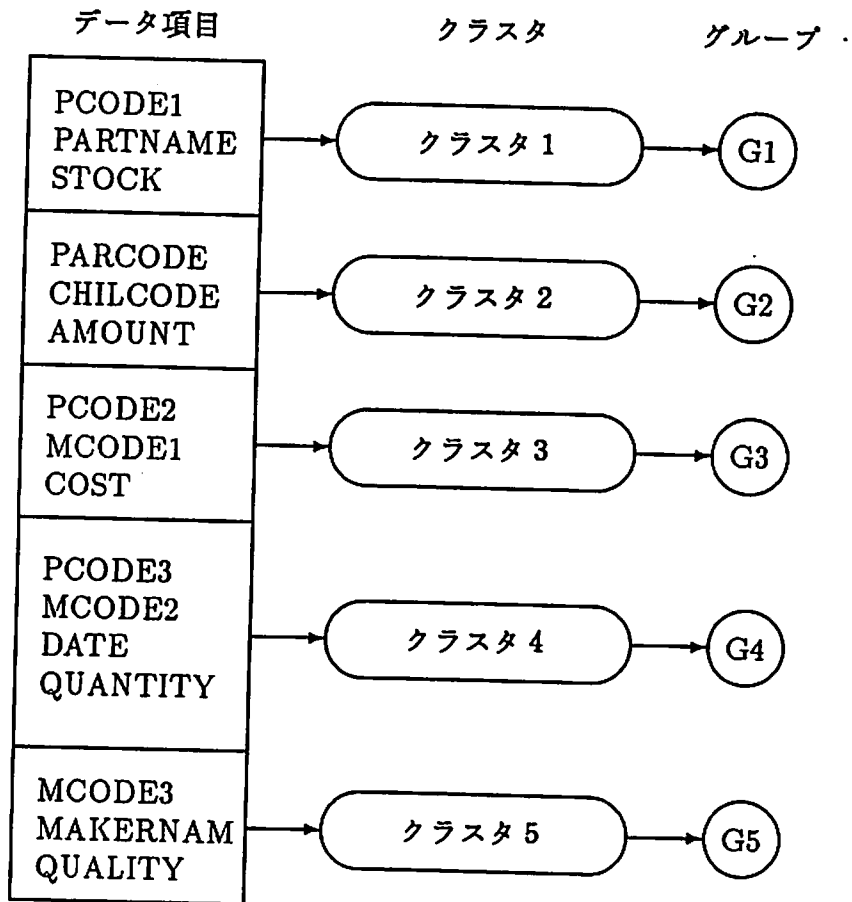 データ項目 クラスタ グループ
PCODE1
PARTNAME
STOCK
クラスタ1
G1
PARCODE
CHILCODE
AMOUNT
クラスタ2
G2
PCODE2
MCODE1
COST
クラスタ3
G3
PCODE3
MCODE2
DATE
QUANTITY
クラスタ4
G4
MCODE3
MAKERNAM
QUALITY
クラスタ5
G5